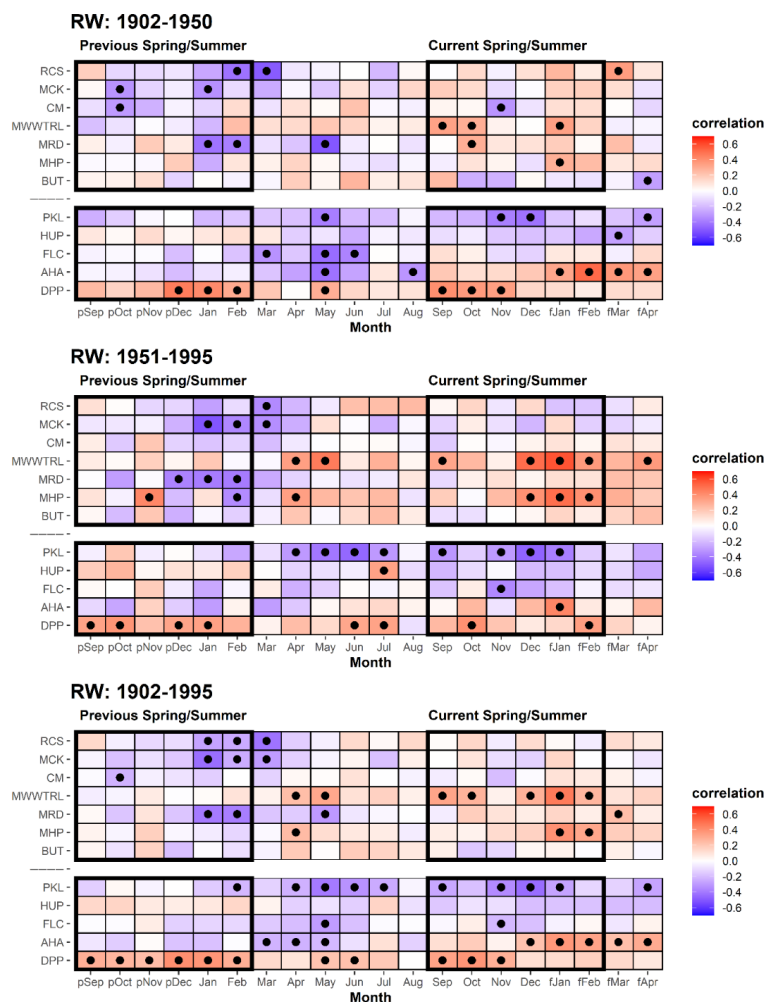 RW: 1902-1950
Previous Spring/Summer Current Spring/Summer
RCS
MCK
CM
MWWTRL
MRD
MHP
BUT
————
PKL
HUP
FLC
AHA
DPP
pSep pOct pNov pDec Jan Feb Mar Apr May Jun Jul Aug Sep Oct Nov Dec fJan fFeb fMar fApr
Month
correlation
0.6
0.4
0.2
0.0
-0.2
-0.4
-0.6
RW: 1951-1995
Previous Spring/Summer Current Spring/Summer
RCS
MCK
CM
MWWTRL
MRD
MHP
BUT
————
PKL
HUP
FLC
AHA
DPP
pSep pOct pNov pDec Jan Feb Mar Apr May Jun Jul Aug Sep Oct Nov Dec fJan fFeb fMar fApr
Month
correlation
0.6
0.4
0.2
0.0
-0.2
-0.4
-0.6
RW: 1902-1995
Previous Spring/Summer Current Spring/Summer
RCS
MCK
CM
MWWTRL
MRD
MHP
BUT
————
PKL
HUP
FLC
AHA
DPP
pSep pOct pNov pDec Jan Feb Mar Apr May Jun Jul Aug Sep Oct Nov Dec fJan fFeb fMar fApr
Month
correlation
0.6
0.4
0.2
0.0
-0.2
-0.4
-0.6